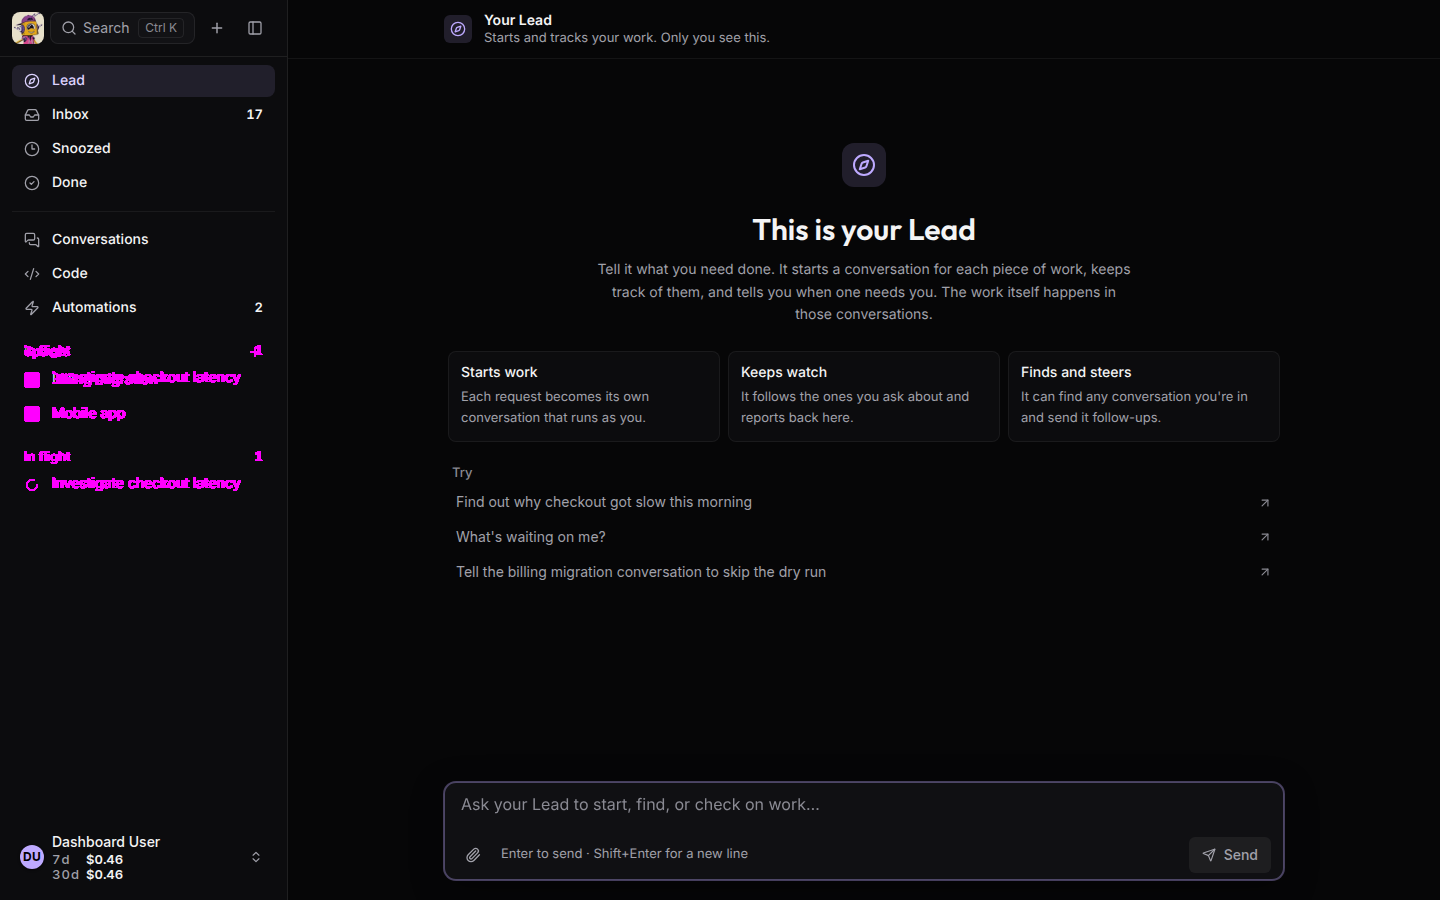 Search Ctrl K
Lead
Inbox 17
Snoozed
Done
Conversations
Code
Automations 2
checkout latency
Mobile app
In flight 1
Investigate checkout latency
Dashboard User
DU
7d $0.46
30d $0.46
Your Lead
Starts and tracks your work. Only you see this.
This is your Lead
Tell it what you need done. It starts a conversation for each piece of work, keeps
track of them, and tells you when one needs you. The work itself happens in
those conversations.
Starts work
Each request becomes its own
conversation that runs as you.
Keeps watch
It follows the ones you ask about and
reports back here.
Finds and steers
It can find any conversation you're in
and send it follow-ups.
Try
Find out why checkout got slow this morning
What's waiting on me?
Tell the billing migration conversation to skip the dry run
Ask your Lead to start, find, or check on work...
Enter to send · Shift+Enter for a new line
Send